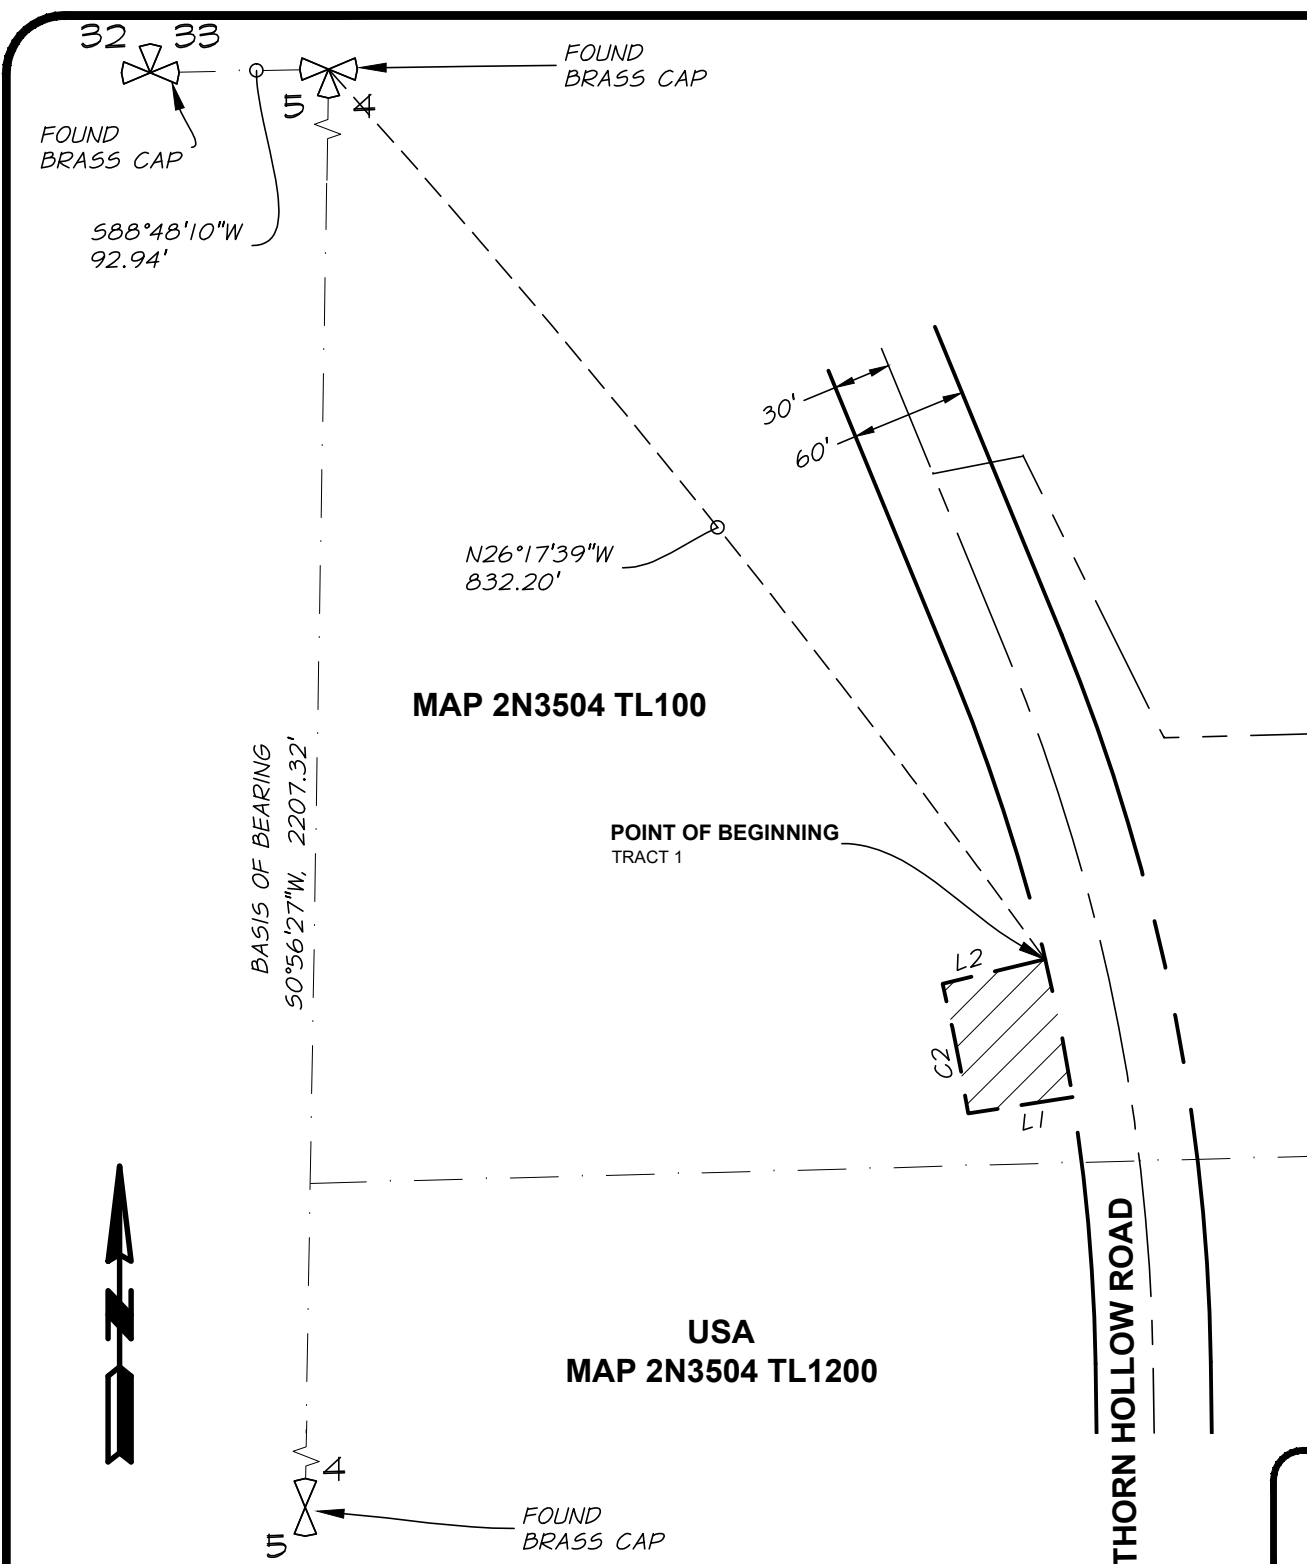 32 33
FOUND
BRASS CAP
5 4
FOUND
BRASS CAP
S88°48'10"W
92.94'
30'
60'
N26°17'39"W
832.20'
MAP 2N3504 TL100
BASIS OF BEARING
S0°56'27"W, 2207.32'
POINT OF BEGINNING
TRACT 1
L2
C2
L1
N
USA
MAP 2N3504 TL1200
THORN HOLLOW ROAD
4
5
FOUND
BRASS CAP